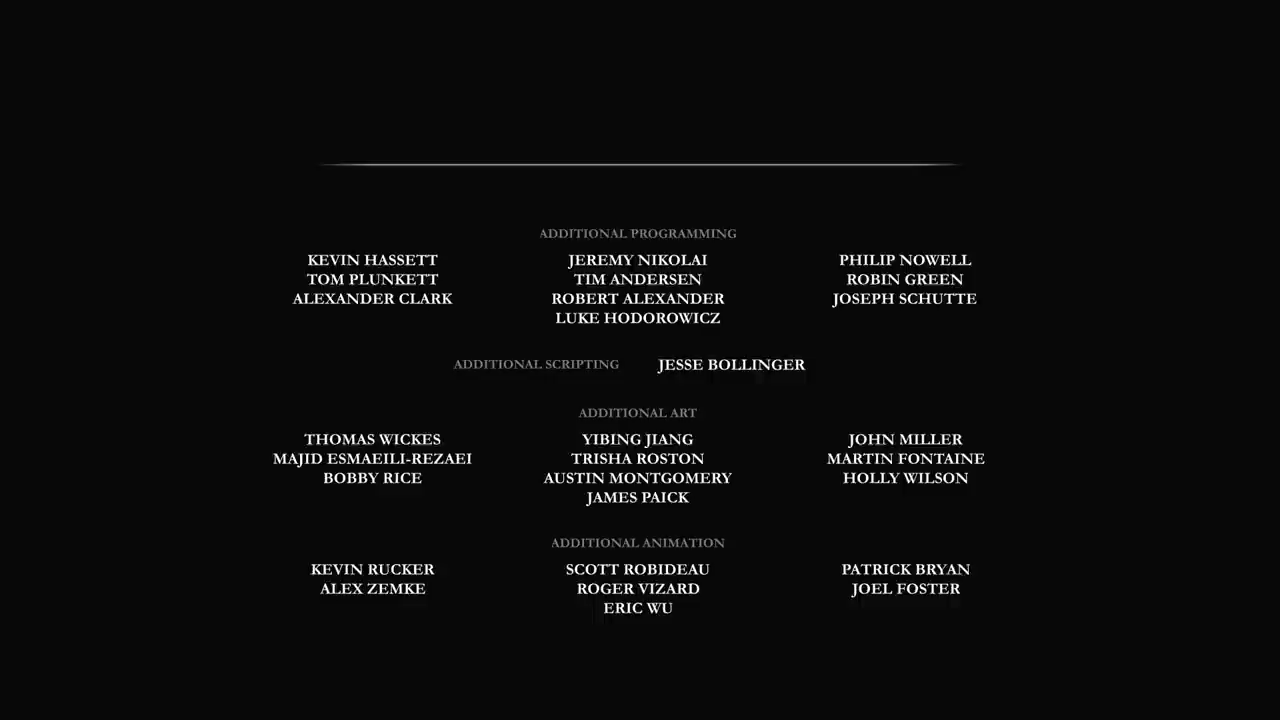 ADDITIONAL PROGRAMMING
KEVIN HASSETT JEREMY NIKOLAI PHILIP NOWELL
TOM PLUNKETT TIM ANDERSEN ROBIN GREEN
ALEXANDER CLARK ROBERT ALEXANDER JOSEPH SCHUTTE
LUKE HODOROWICZ
ADDITIONAL SCRIPTING JESSE BOLLINGER
ADDITIONAL ART
THOMAS WICKES YIBING JIANG JOHN MILLER
MAJID ESMAEILI-REZAEI TRISHA ROSTON MARTIN FONTAINE
BOBBY RICE AUSTIN MONTGOMERY HOLLY WILSON
JAMES PAICK
ADDITIONAL ANIMATION
KEVIN RUCKER SCOTT ROBIDEAU PATRICK BRYAN
ALEX ZEMKE ROGER VIZARD JOEL FOSTER
ERIC WU